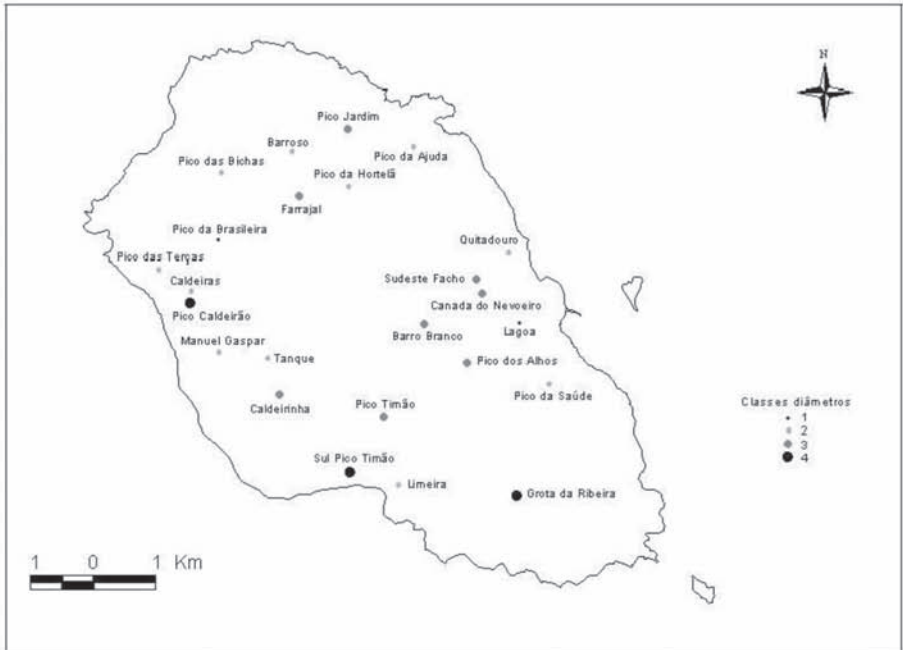 N
Pico Jardim
Barroso
Pico da Ajuda
Pico das Bichas
Pico da Hortelã
Farrajal
Pico da Brasileira
Quitadouro
Pico das Terças
Caldeiras
Sudeste Facho
Canada do Nevoeiro
Pico Caldeirão
Lagoa
Barro Branco
Manuel Gaspar
Tanque
Pico dos Alhos
Pico da Saúde
Caldeirinha
Pico Timão
Classes diâmetros
1
2
3
4
Sul Pico Timão
Limeira
Grota da Ribeira
1 0 1 Km